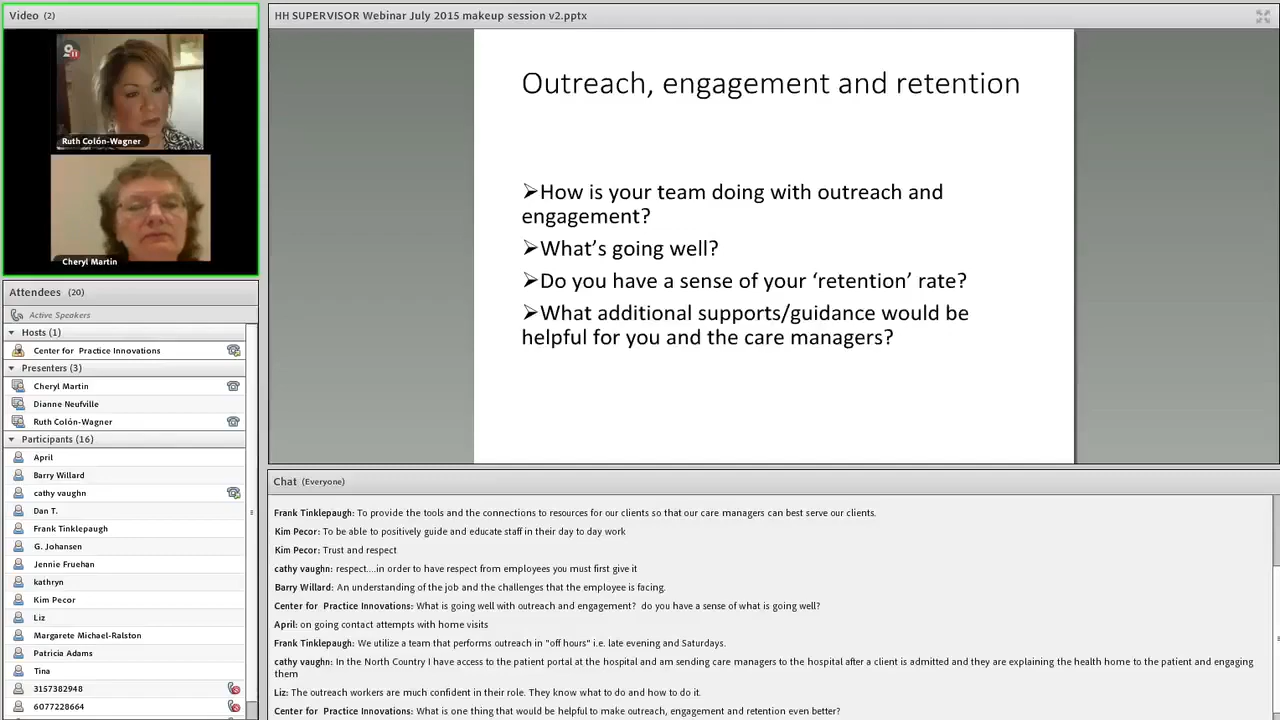 Video (2)
Ruth Colón-Wagner
Cheryl Martin
Attendees (20)
Active Speakers
Hosts (1)
Center for Practice Innovations
Presenters (3)
Cheryl Martin
Dianne Neufville
Ruth Colón-Wagner
Participants (16)
April
Barry Willard
cathy vaughn
Dan T.
Frank Tinklepaugh
G. Johansen
Jennie Fruehan
kathryn
Kim Pecor
Liz
Margarete Michael-Ralston
Patricia Adams
Tina
3157382948
6077228664
HH SUPERVISOR Webinar July 2015 makeup session v2.pptx
Outreach, engagement and retention
➢How is your team doing with outreach and
engagement?
➢What’s going well?
➢Do you have a sense of your ‘retention’ rate?
➢What additional supports/guidance would be
helpful for you and the care managers?
Chat (Everyone)
Frank Tinklepaugh: To provide the tools and the connections to resources for our clients so that our care managers can best serve our clients.
Kim Pecor: To be able to positively guide and educate staff in their day to day work
Kim Pecor: Trust and respect
cathy vaughn: respect....in order to have respect from employees you must first give it
Barry Willard: An understanding of the job and the challenges that the employee is facing.
Center for Practice Innovations: What is going well with outreach and engagement? do you have a sense of what is going well?
April: on going contact attempts with home visits
Frank Tinklepaugh: We utilize a team that performs outreach in "off hours" i.e. late evening and Saturdays.
cathy vaughn: In the North Country I have access to the patient portal at the hospital and am sending care managers to the hospital after a client is admitted and they are explaining the health home to the patient and engaging
them
Liz: The outreach workers are much confident in their role. They know what to do and how to do it.
Center for Practice Innovations: What is one thing that would be helpful to make outreach, engagement and retention even better?